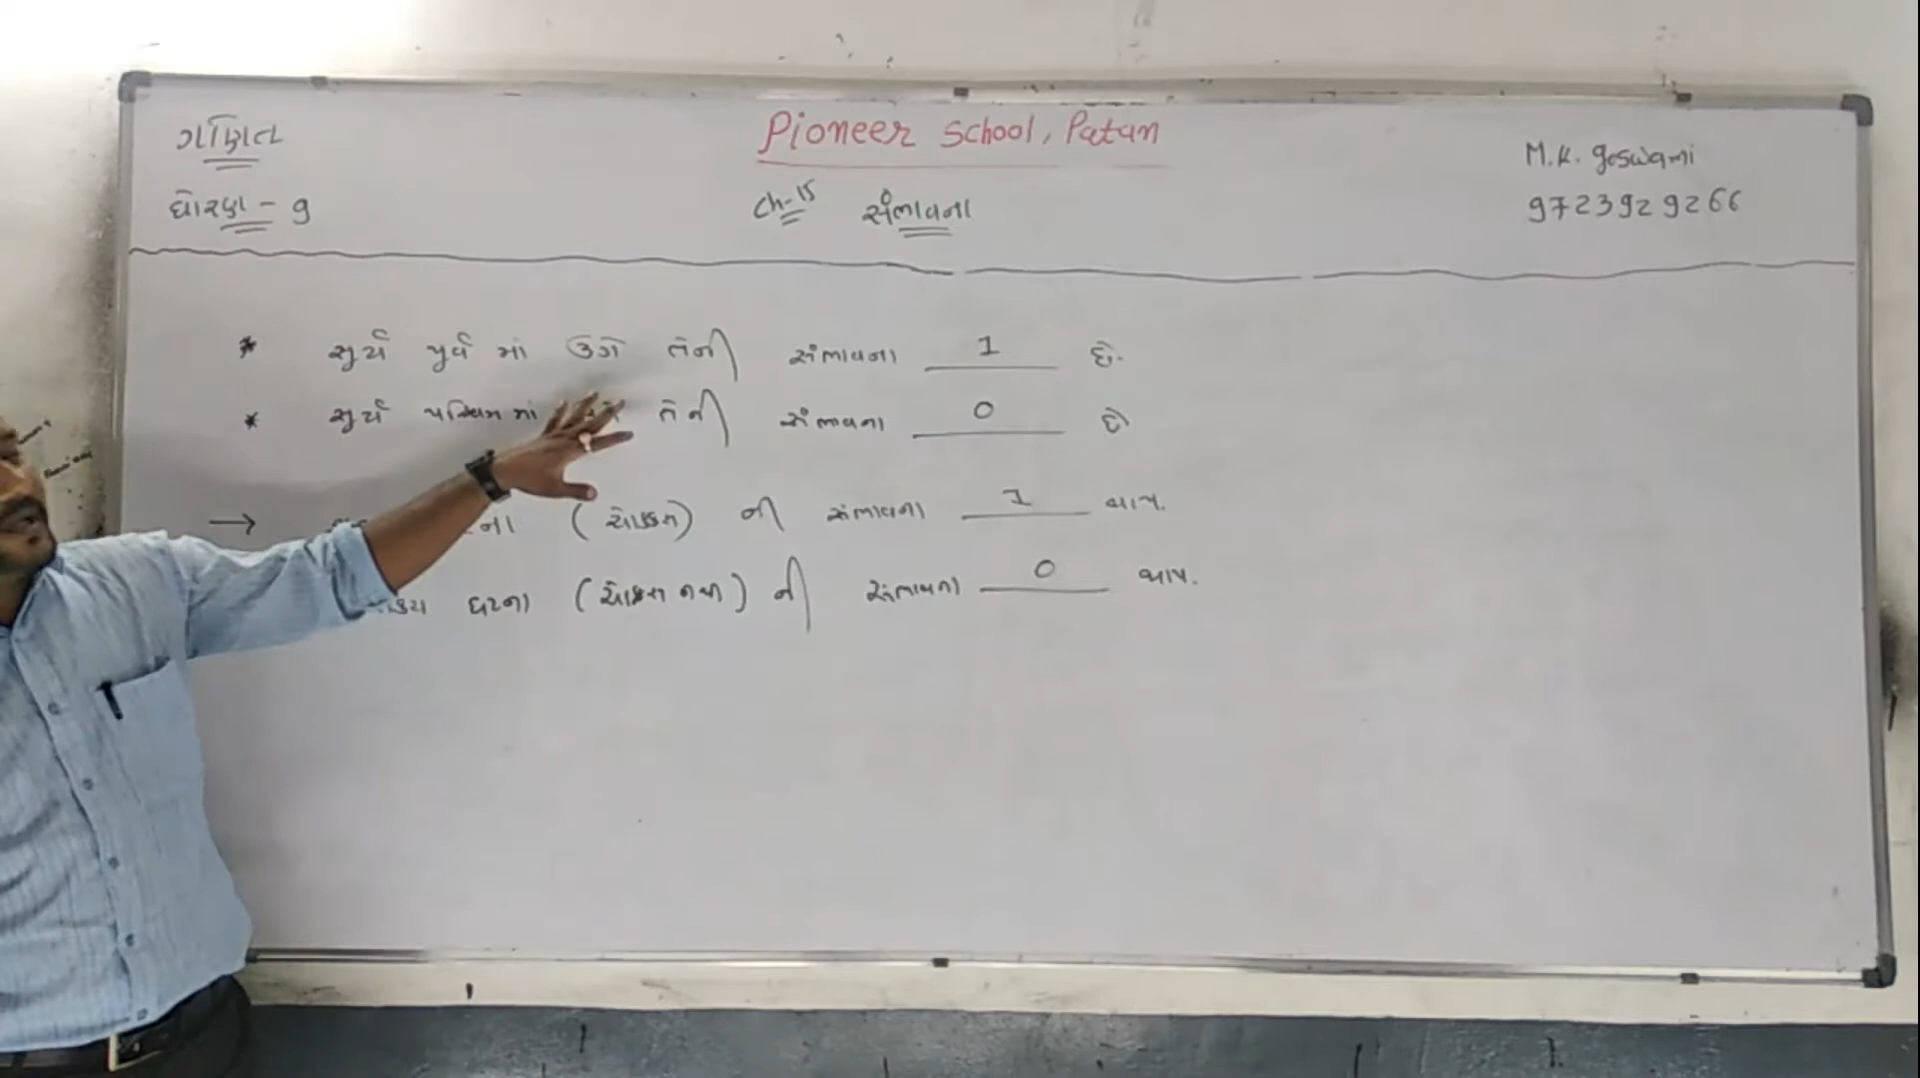 ગણિત
ધોરણ - 9
Pioneer School, Patan
Ch-15 સંભાવના
M.K. Goswami
9723929266
* સૂર્ય પૂર્વ માં ઉગે તેની સંભાવના 1 છે.
* સૂર્ય પશ્ચિમ માં તેની સંભાવના 0 છે
→ (ચોક્કસ) ની સંભાવના 1 થાય.
ઘટના (ચોક્કસ નથી) ની સંભાવના 0 થાય.